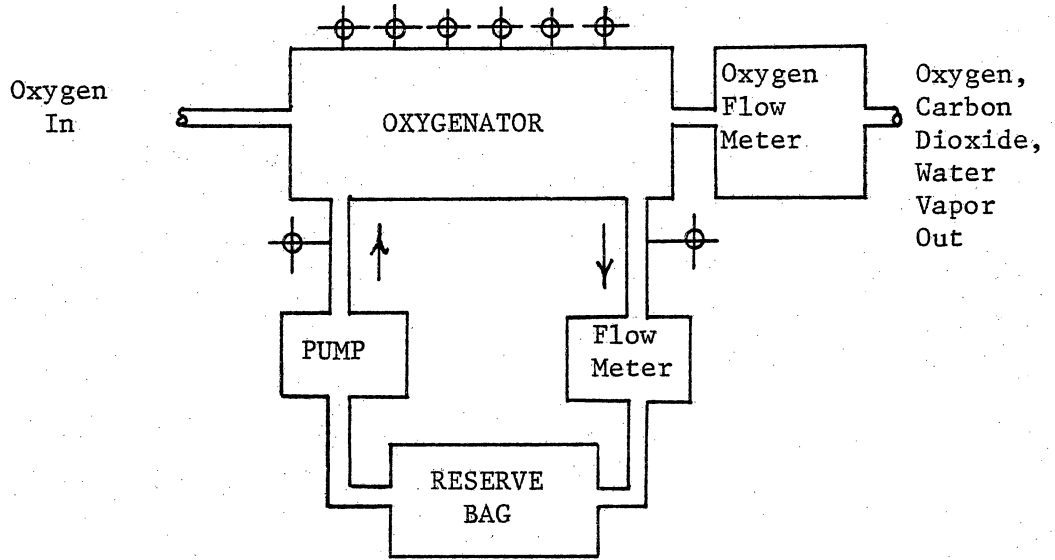 Oxygen
In
OXYGENATOR
Oxygen
Flow
Meter
Oxygen,
Carbon
Dioxide,
Water
Vapor
Out
PUMP
Flow
Meter
RESERVE
BAG